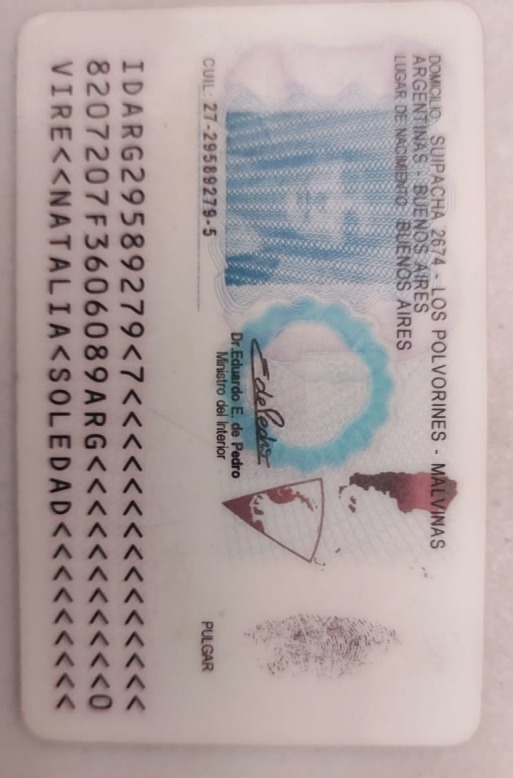 DOMICILIO: SUIPACHA 2674 - LOS POLVORINES - MALVINAS
ARGENTINAS - BUENOS AIRES
LUGAR DE NACIMIENTO: BUENOS AIRES
EdePedro
Dr.Eduardo E. de Pedro
Ministro del Interior
CUIL: 27-29589279-5
PULGAR
IDARG29589279<7<<<<<<<<<<<<<<<
8207207F3606089ARG<<<<<<<<<<<0
VIRE<<NATALIA<SOLEDAD<<<<<<<<<